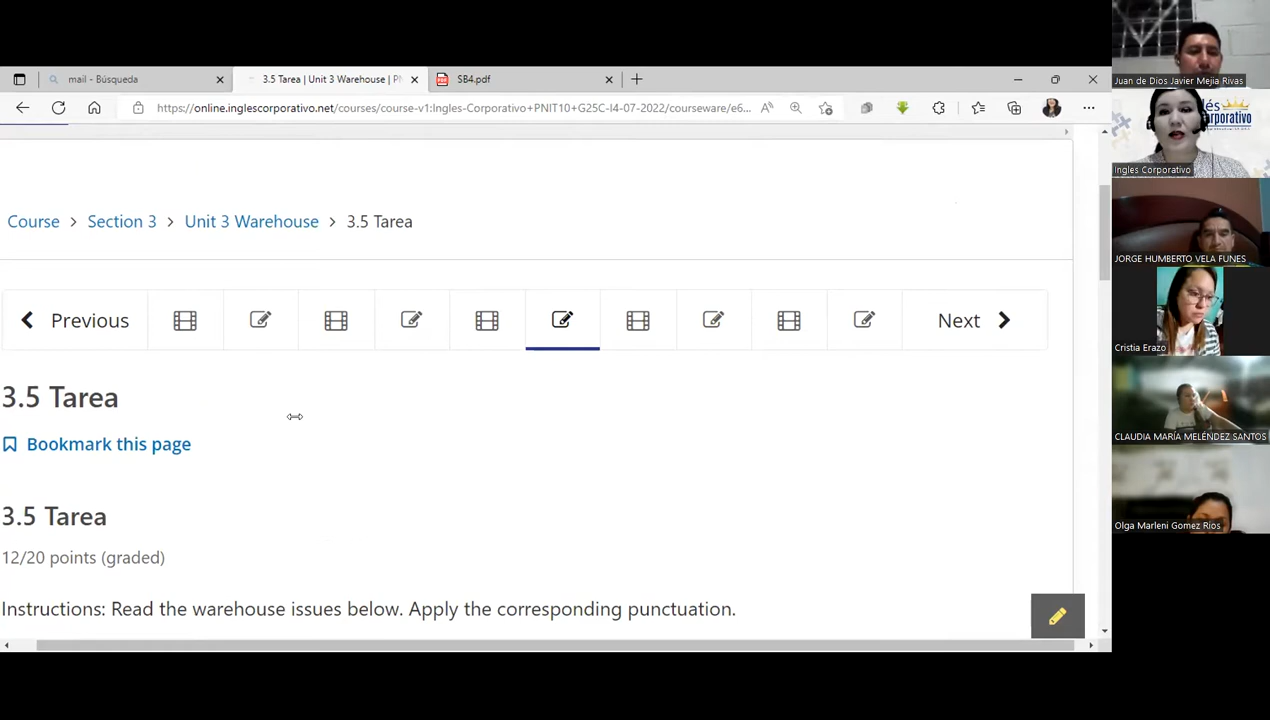 mail - Búsqueda
3.5 Tarea | Unit 3 Warehouse | PN
SB4.pdf
https://online.inglescorporativo.net/courses/course-v1:Ingles-Corporativo+PNIT10+G25C-I4-07-2022/courseware/e6...
Course > Section 3 > Unit 3 Warehouse > 3.5 Tarea
Previous
Next
3.5 Tarea
Bookmark this page
3.5 Tarea
12/20 points (graded)
Instructions: Read the warehouse issues below. Apply the corresponding punctuation.
Juan de Dios Javier Mejia Rivas
Ingles Corporativo
JORGE HUMBERTO VELA FUNES
Cristia Erazo
CLAUDIA MARÍA MELÉNDEZ SANTOS
Olga Marleni Gomez Rios